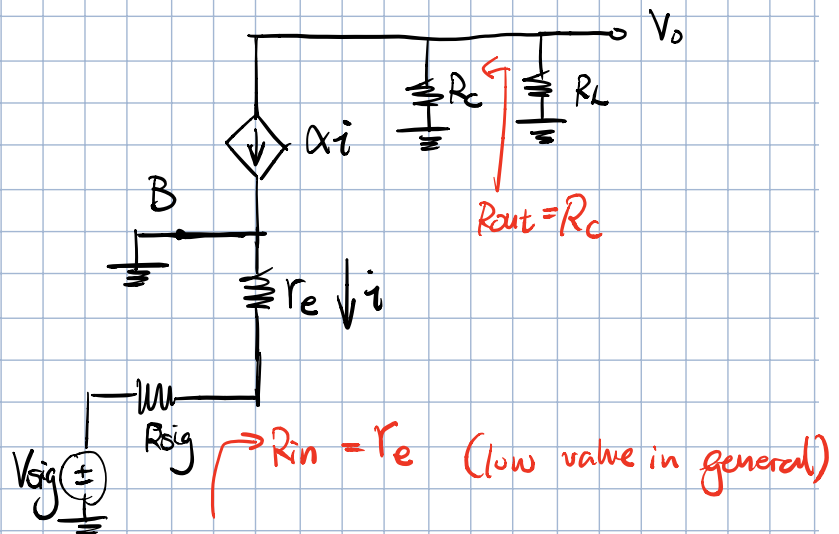 Vo
RC
RL
αi
B
Rout = RC
re
i
Rsig
Vsig
±
Rin = re (low value in general)